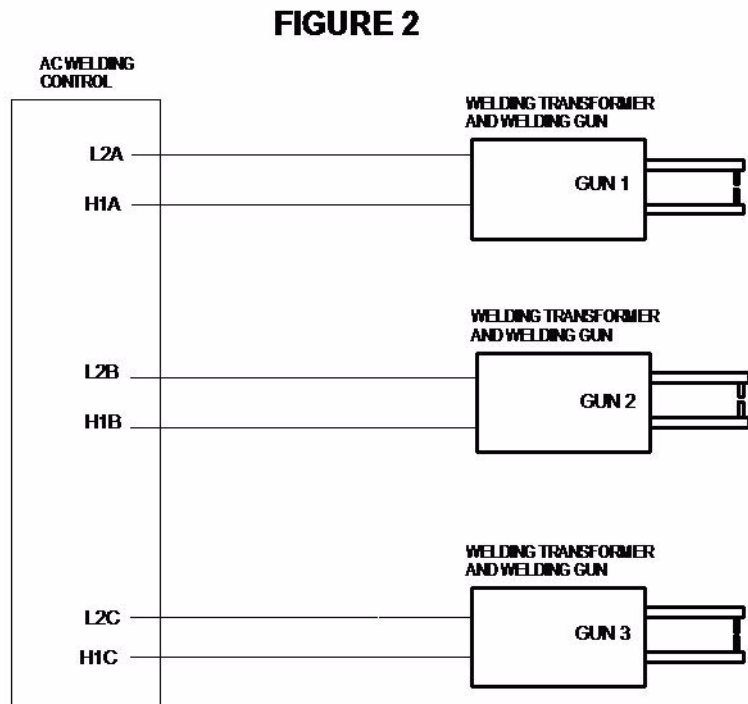 FIGURE 2
AC WELDING
CONTROL
WELDING TRANSFORMER
AND WELDING GUN
L2A
H1A
GUN 1
WELDING TRANSFORMER
AND WELDING GUN
L2B
H1B
GUN 2
WELDING TRANSFORMER
AND WELDING GUN
L2C
H1C
GUN 3